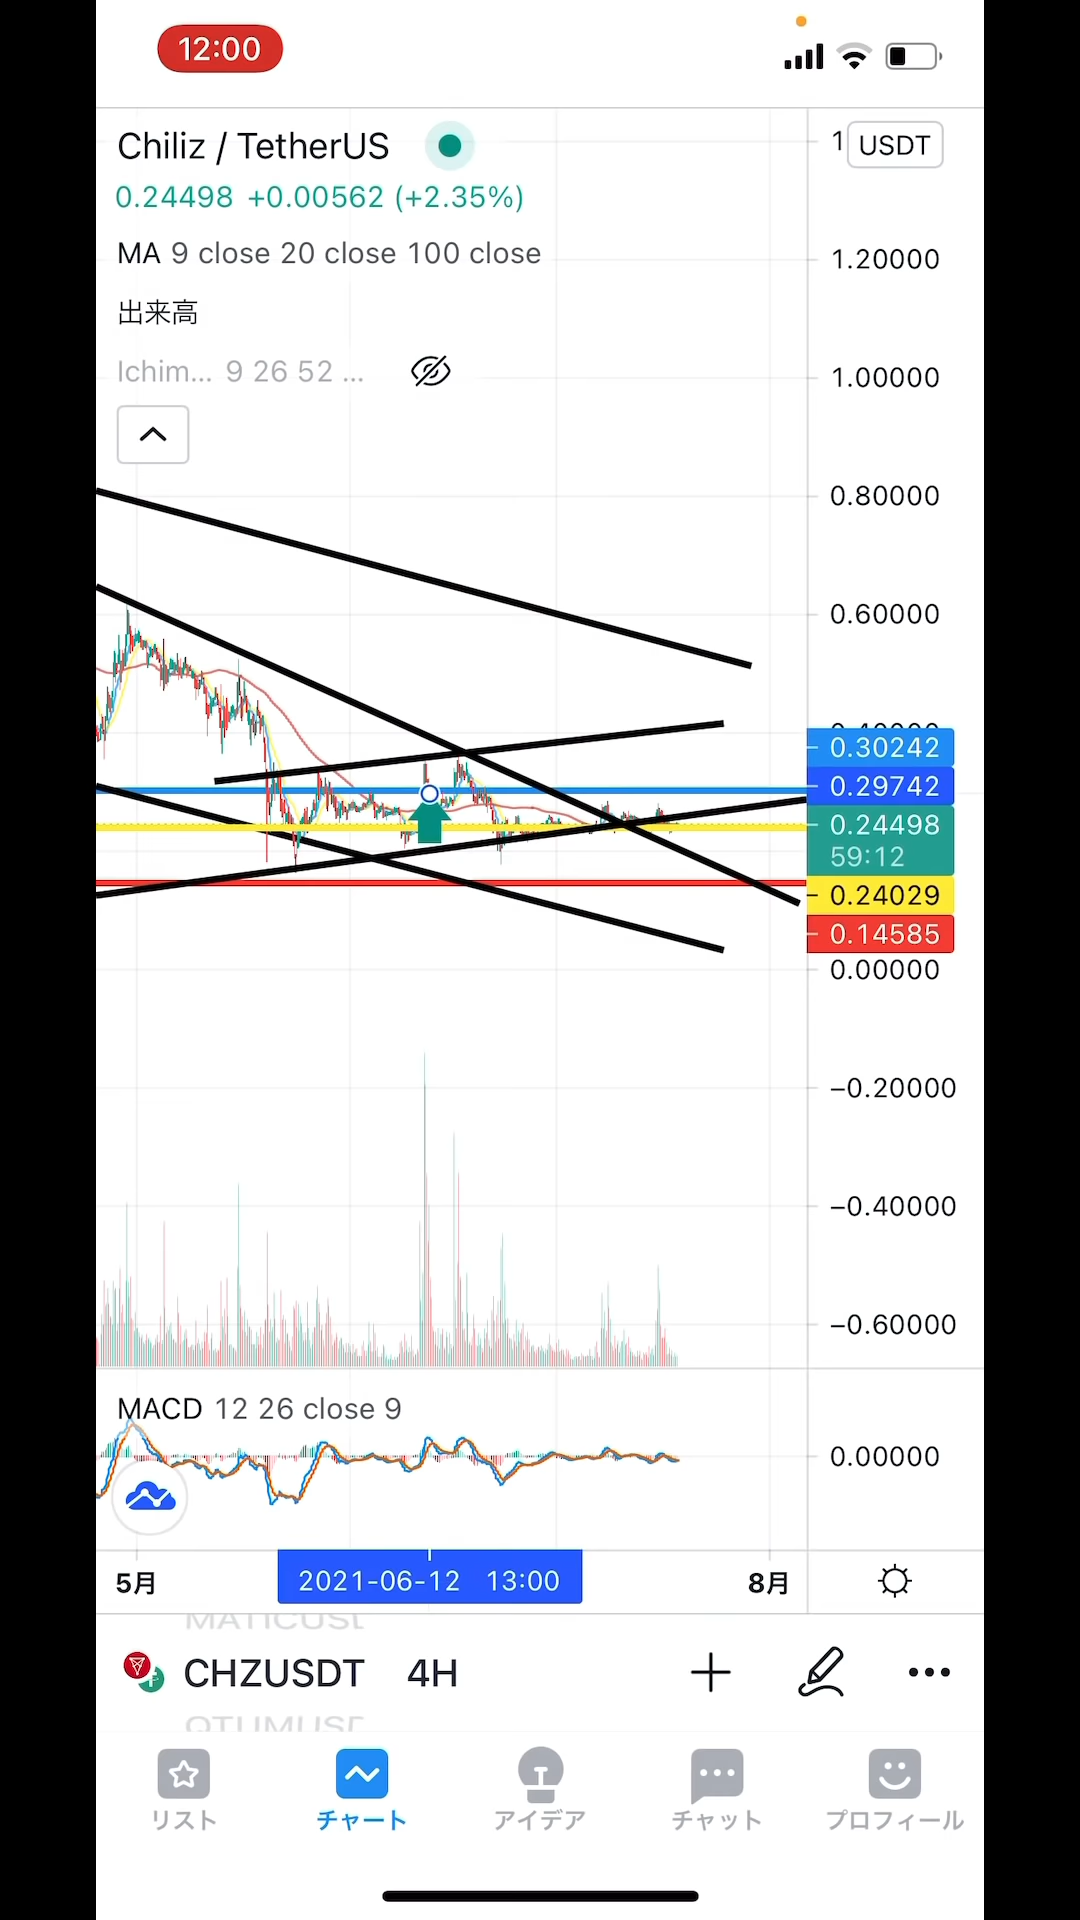 12:00
Chiliz / TetherUS
1 USDT
0.24498 +0.00562 (+2.35%)
MA 9 close 20 close 100 close
1.20000
出来高
Ichim... 9 26 52 ...
1.00000
0.80000
0.60000
0.30242
0.29742
0.24498
59:12
0.24029
0.14585
0.00000
−0.20000
−0.40000
−0.60000
MACD 12 26 close 9
0.00000
5月
2021-06-12 13:00
8月
CHZUSDT 4H
リスト
チャート
アイデア
チャット
プロフィール